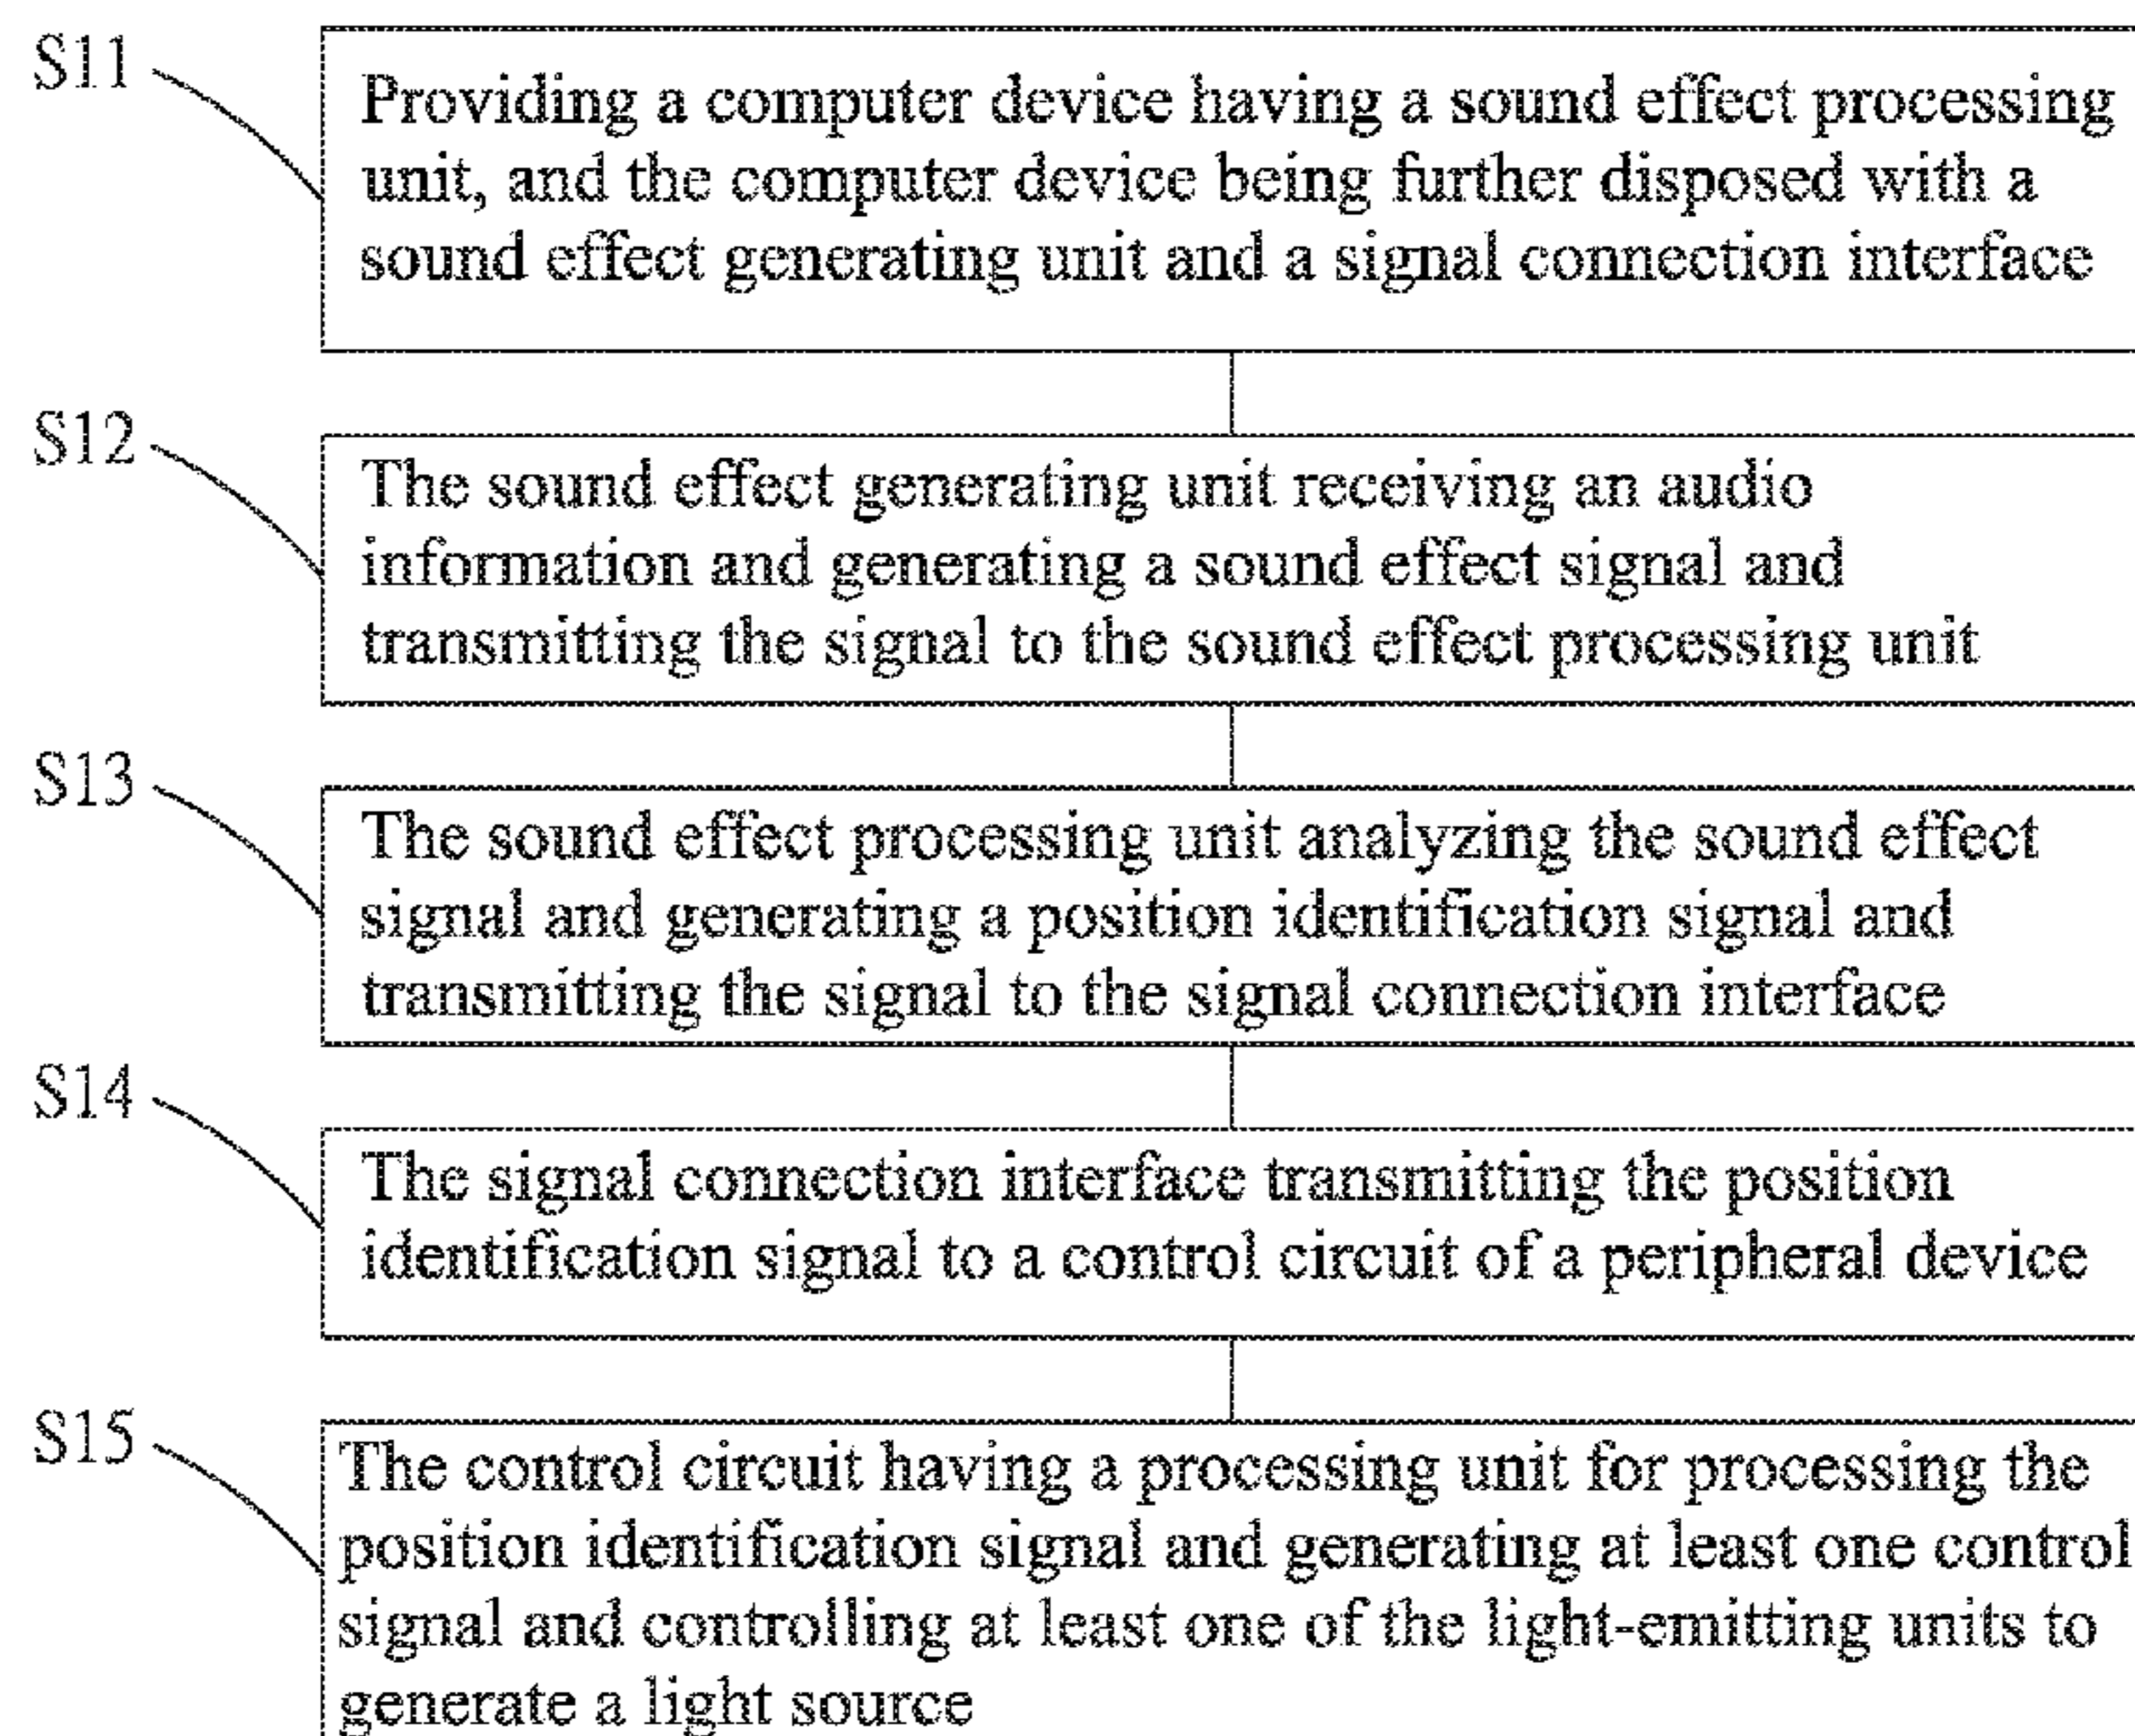 S11
Providing a computer device having a sound effect processing
unit, and the computer device being further disposed with a
sound effect generating unit and a signal connection interface
S12
The sound effect generating unit receiving an audio
information and generating a sound effect signal and
transmitting the signal to the sound effect processing unit
S13
The sound effect processing unit analyzing the sound effect
signal and generating a position identification signal and
transmitting the signal to the signal connection interface
S14
The signal connection interface transmitting the position
identification signal to a control circuit of a peripheral device
S15
The control circuit having a processing unit for processing the
position identification signal and generating at least one control
signal and controlling at least one of the light-emitting units to
generate a light source